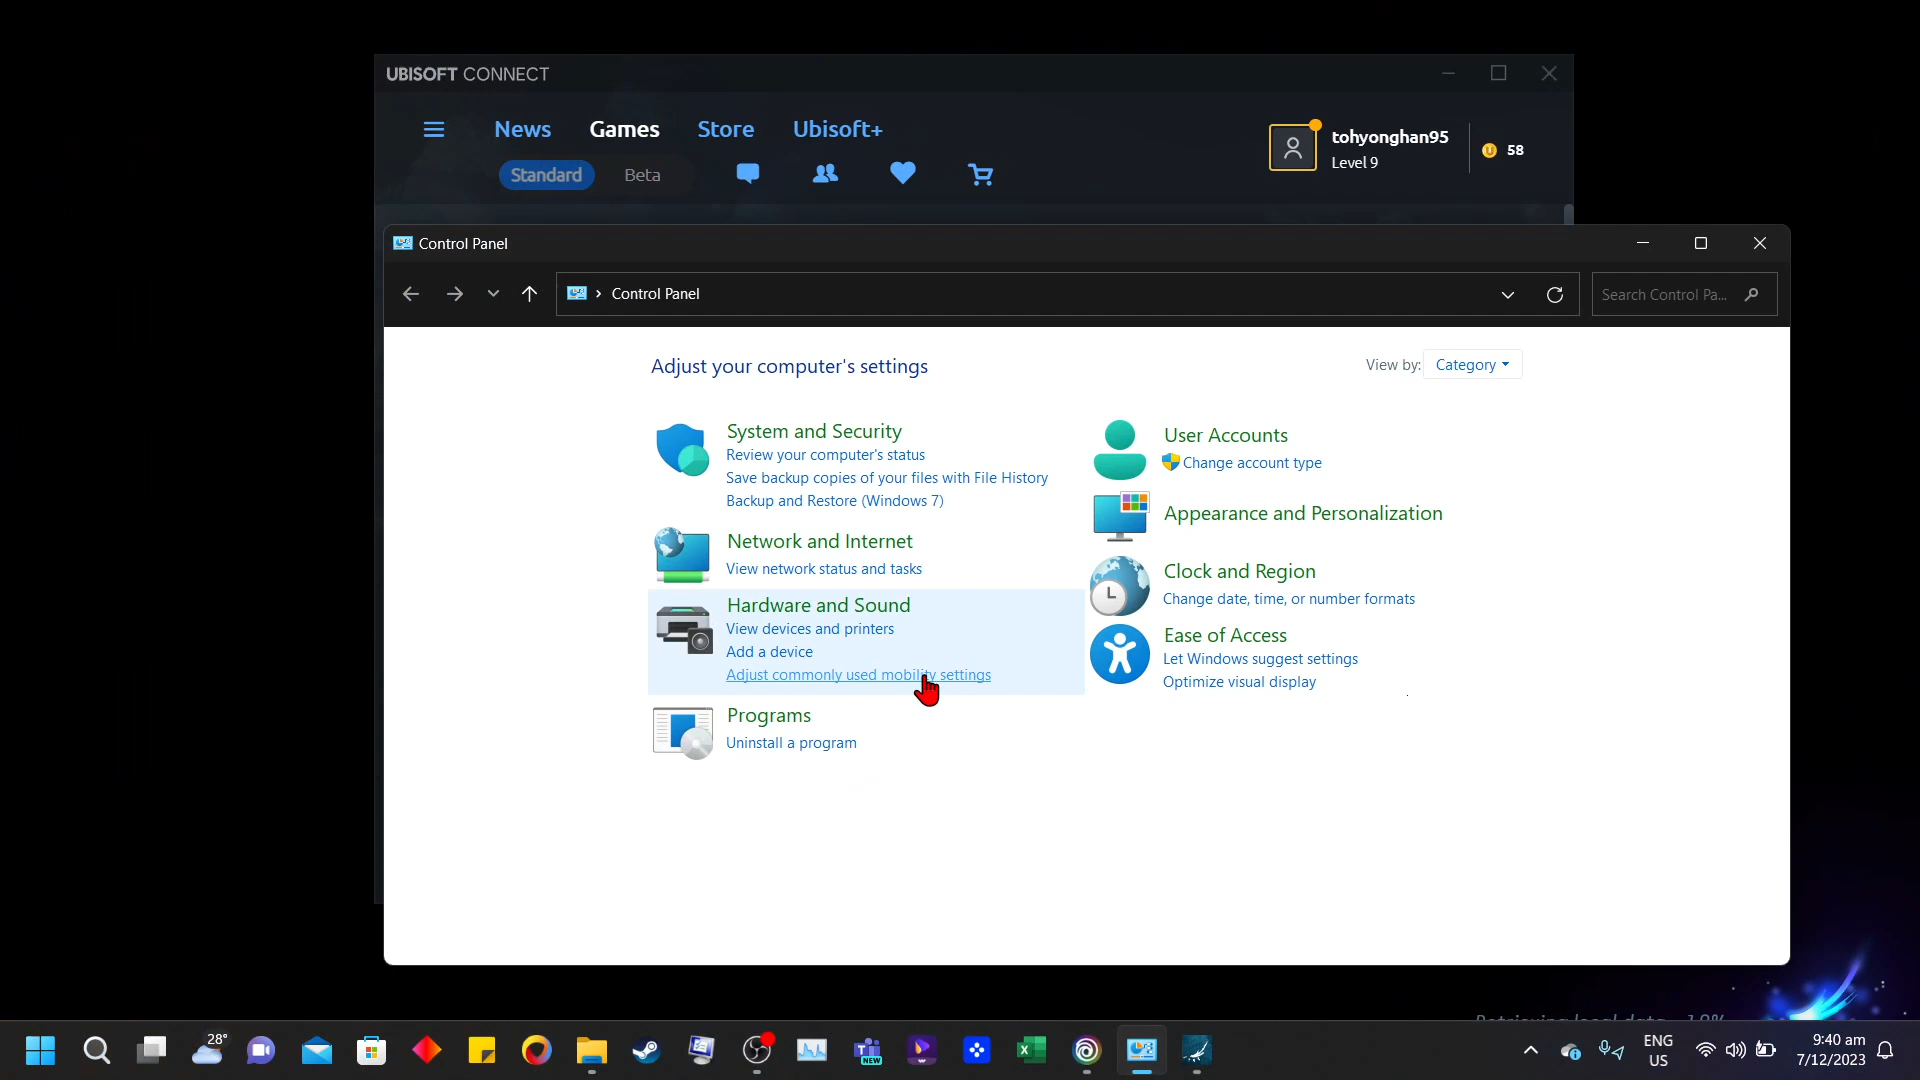 UBISOFT CONNECT
News Games Store Ubisoft+
Standard Beta
tohyonghan95
Level 9
58
Control Panel
Control Panel
Search Control Pa...
Adjust your computer's settings
View by: Category
System and Security
Review your computer's status
Save backup copies of your files with File History
Backup and Restore (Windows 7)
Network and Internet
View network status and tasks
Hardware and Sound
View devices and printers
Add a device
Adjust commonly used mobility settings
Programs
Uninstall a program
User Accounts
Change account type
Appearance and Personalization
Clock and Region
Change date, time, or number formats
Ease of Access
Let Windows suggest settings
Optimize visual display
28°
NEW
ENG
US
9:40 am
7/12/2023